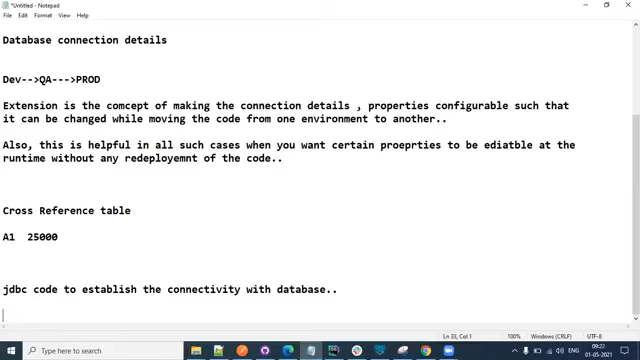 *Untitled - Notepad
File Edit Format View Help
Database connection details
Dev-->QA--->PROD
Extension is the comcept of making the connection details , properties configurable such that
it can be changed while moving the code from one environment to another..
Also, this is helpful in all such cases when you want certain proeprties to be ediatble at the
runtime without any redeployemnt of the code..
Cross Reference table
A1 25000
jdbc code to establish the connectivity with database..
Ln 33, Col 1 100% Windows (CRLF) UTF-8
Type here to search
ENG
09:22
01-05-2021